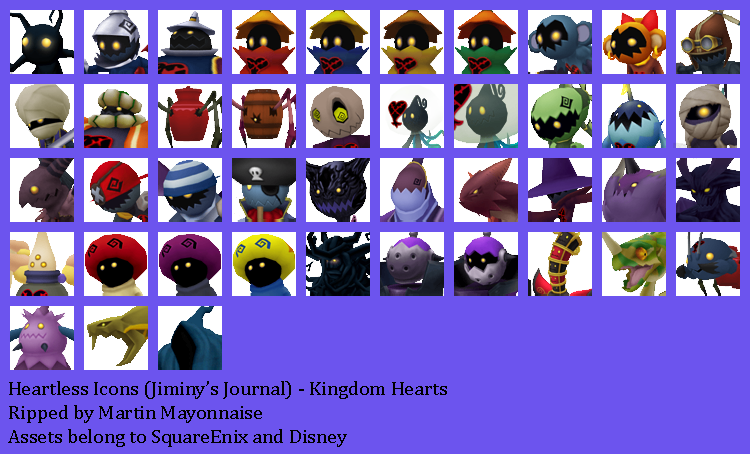 Heartless Icons (Jiminy’s Journal) - Kingdom Hearts
Ripped by Martin Mayonnaise
Assets belong to SquareEnix and Disney